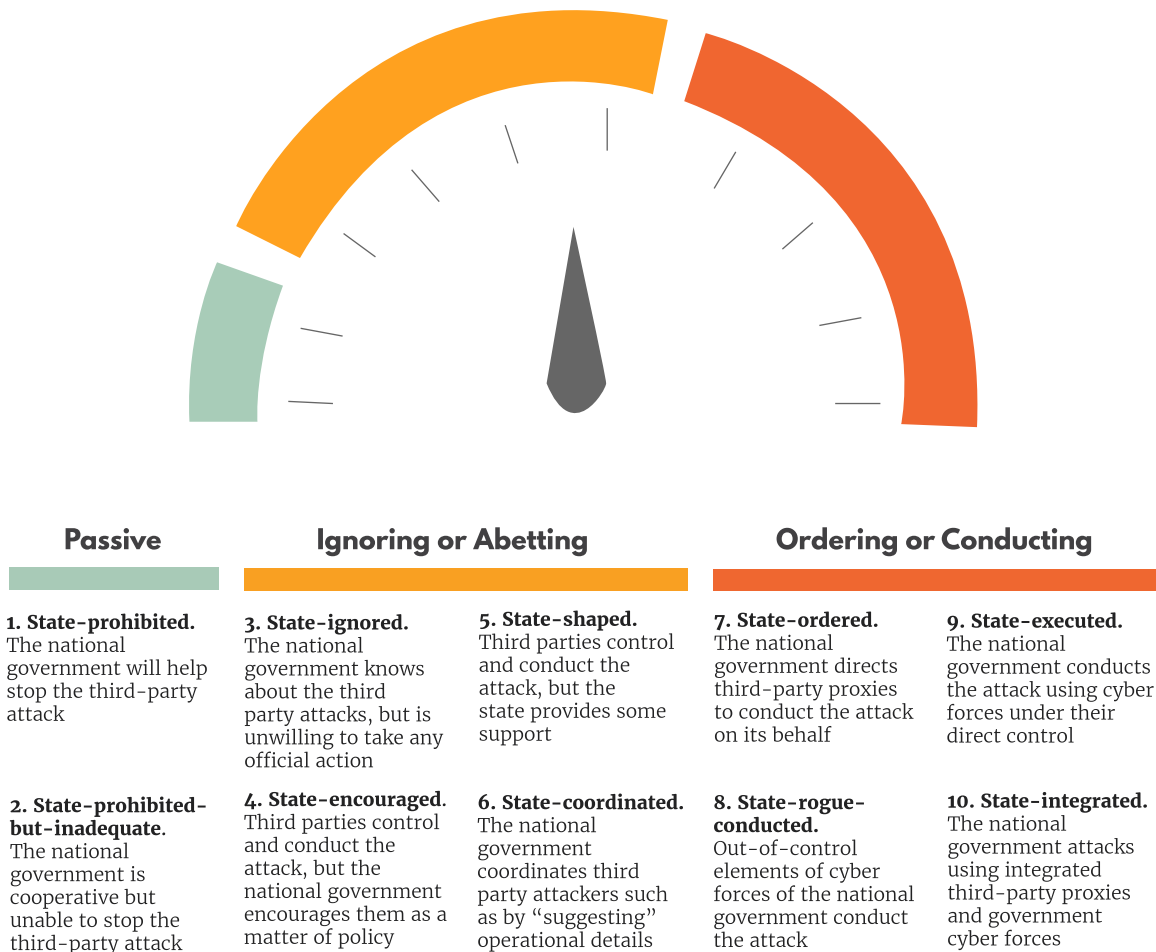 Passive
1. State-prohibited.
The national
government will help
stop the third-party
attack
2. State-prohibited-
but-inadequate.
The national
government is
cooperative but
unable to stop the
third-party attack
Ignoring or Abetting
3. State-ignored.
The national
government knows
about the third
party attacks, but is
unwilling to take any
official action
4. State-encouraged.
Third parties control
and conduct the
attack, but the
national government
encourages them as a
matter of policy
5. State-shaped.
Third parties control
and conduct the
attack, but the
state provides some
support
6. State-coordinated.
The national
government
coordinates third
party attackers such
as by “suggesting”
operational details
Ordering or Conducting
7. State-ordered.
The national
government directs
third-party proxies
to conduct the attack
on its behalf
8. State-rogue-
conducted.
Out-of-control
elements of cyber
forces of the national
government conduct
the attack
9. State-executed.
The national
government conducts
the attack using cyber
forces under their
direct control
10. State-integrated.
The national
government attacks
using integrated
third-party proxies
and government
cyber forces